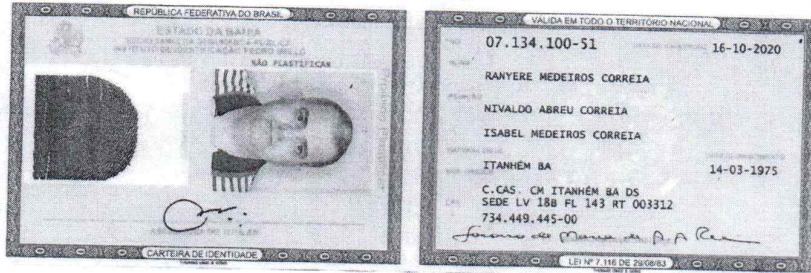 REPÚBLICA FEDERATIVA DO BRASIL
ESTADO DA BAHIA
NÃO PLASTIFICAR
CARTEIRA DE IDENTIDADE
VÁLIDA EM TODO O TERRITÓRIO NACIONAL
07.134.100-51
16-10-2020
RANYERE MEDEIROS CORREIA
NIVALDO ABREU CORREIA
ISABEL MEDEIROS CORREIA
ITANHÉM BA
14-03-1975
C.CAS. CM ITANHÉM BA DS
SEDE LV 18B FL 143 RT 003312
734.449.445-00
LEI Nº 7.116 DE 29/08/83